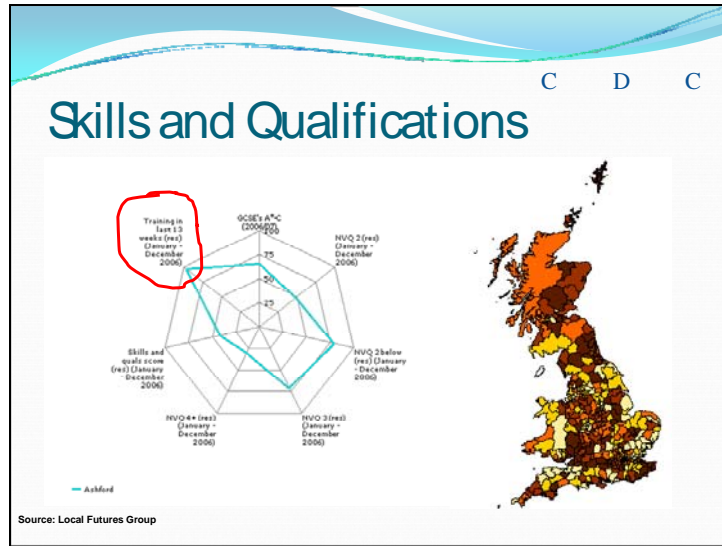 C D C
Skills and Qualifications
Training in
last 13
weeks (res)
(January -
December
2006)
GCSE's A*-C
(2006/07)
100
75
50
25
NVQ 2 (res)
(January -
December
2006)
NVQ 2 below
(res) (January
- December
2006)
NVQ 3 (res)
(January -
December
2006)
NVQ 4+ (res)
(January -
December
2006)
Skills and
quals score
(res) (January
- December
2006)
Ashford
Source: Local Futures Group